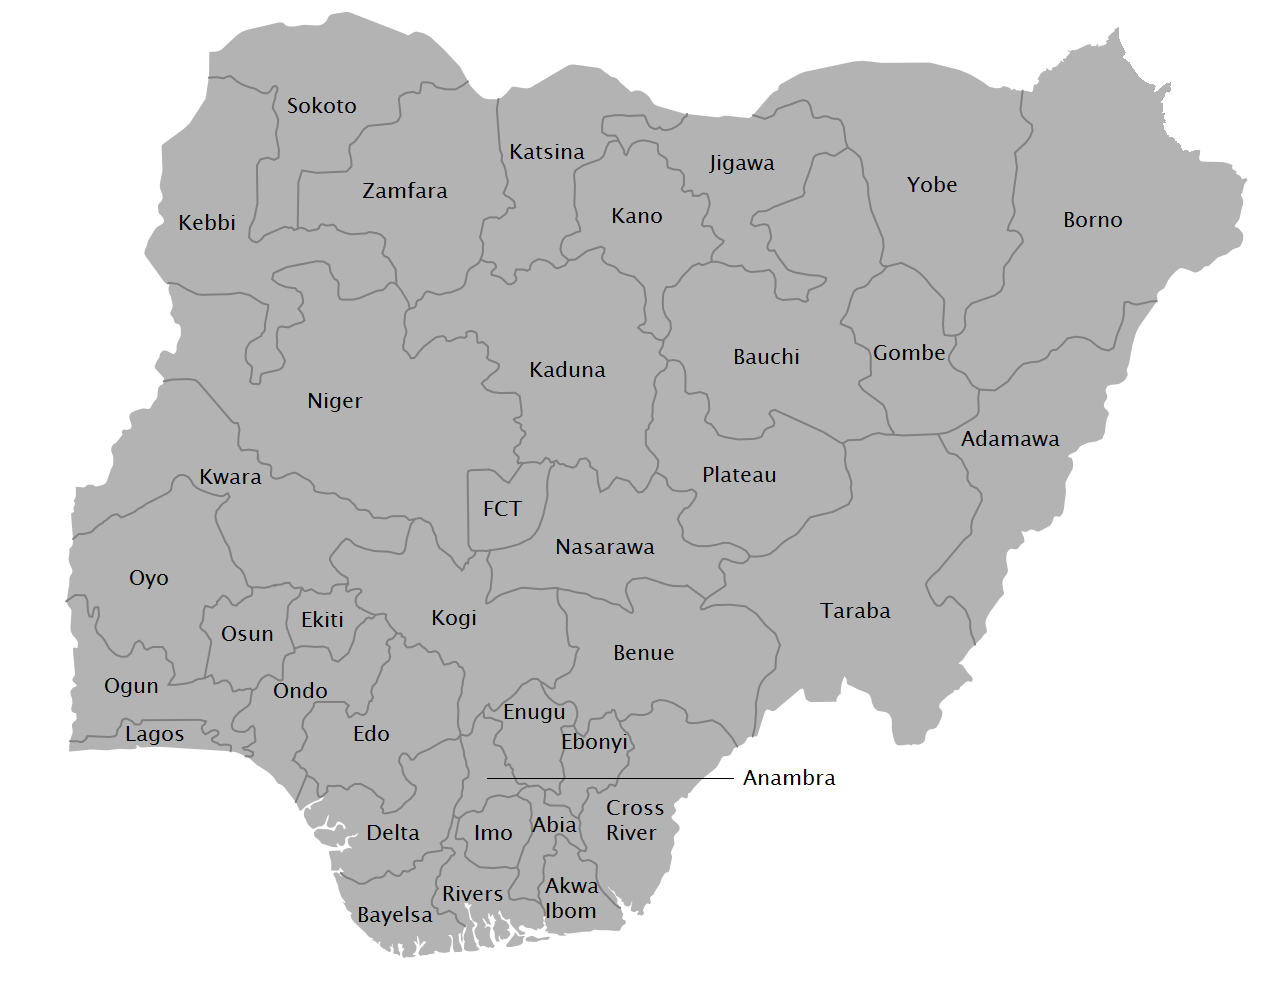 Sokoto
Katsina
Jigawa
Zamfara
Yobe
Kano
Borno
Kebbi
Bauchi
Gombe
Kaduna
Niger
Adamawa
Plateau
Kwara
FCT
Nasarawa
Oyo
Taraba
Kogi
Ekiti
Osun
Benue
Ogun
Ondo
Enugu
Lagos
Edo
Ebonyi
Anambra
Cross
River
Abia
Imo
Delta
Akwa
Ibom
Rivers
Bayelsa